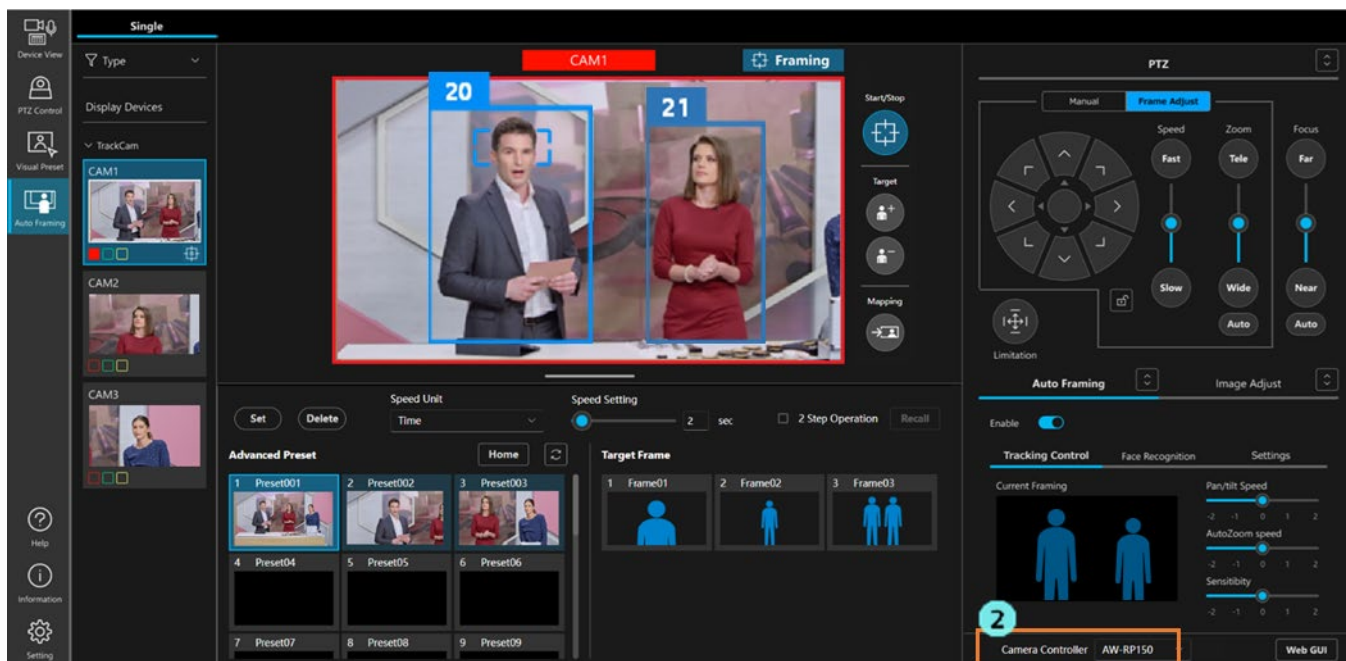 Single
Device View
PTZ Control
Visual Preset
Auto Framing
Help
Information
Setting
Type
Display Devices
TrackCam
CAM1
CAM2
CAM3
CAM1
Framing
20
21
Start/Stop
Target
Mapping
Set
Delete
Speed Unit
Time
Speed Setting
2 sec
2 Step Operation
Recall
Advanced Preset
Home
1 Preset001
2 Preset002
3 Preset003
4 Preset04
5 Preset05
6 Preset06
7 Preset07
8 Preset08
9 Preset09
Target Frame
1 Frame01
2 Frame02
3 Frame03
PTZ
Manual
Frame Adjust
Speed
Zoom
Focus
Fast
Tele
Far
Slow
Wide
Near
Auto
Auto
Limitation
Auto Framing
Image Adjust
Enable
Tracking Control
Face Recognition
Settings
Current Framing
Pan/tilt Speed
-2 -1 0 1 2
AutoZoom speed
-2 -1 0 1 2
Sensitibity
-2 -1 0 1 2
2
Camera Controller AW-RP150
Web GUI